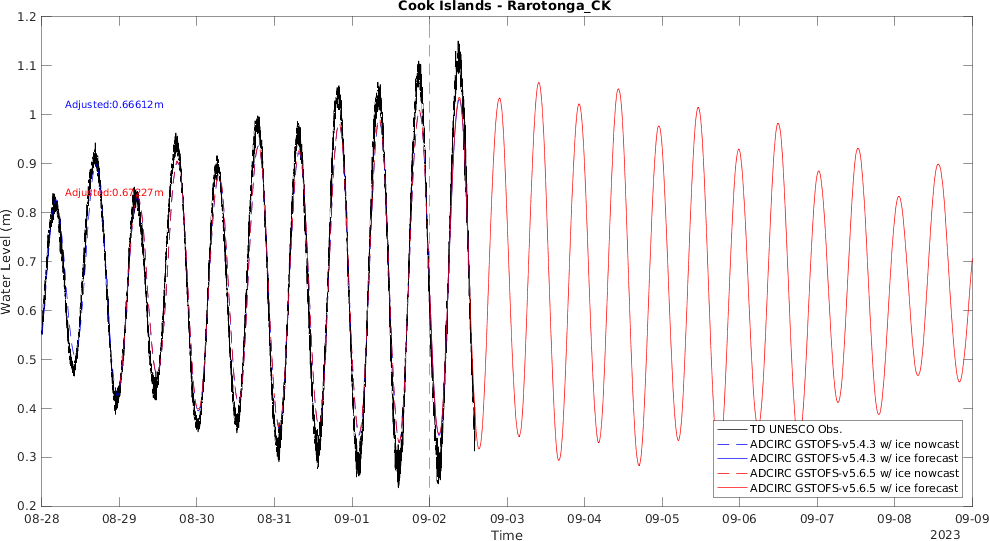 Cook Islands - Rarotonga_CK
1.2
1.1
1
0.9
0.8
0.7
0.6
0.5
0.4
0.3
0.2
Water Level (m)
Adjusted:0.66612m
Adjusted:0.67227m
TD UNESCO Obs.
ADCIRC GSTOFS-v5.4.3 w/ ice nowcast
ADCIRC GSTOFS-v5.4.3 w/ ice forecast
ADCIRC GSTOFS-v5.6.5 w/ ice nowcast
ADCIRC GSTOFS-v5.6.5 w/ ice forecast
08-28 08-29 08-30 08-31 09-01 09-02 09-03 09-04 09-05 09-06 09-07 09-08 09-09
Time
2023